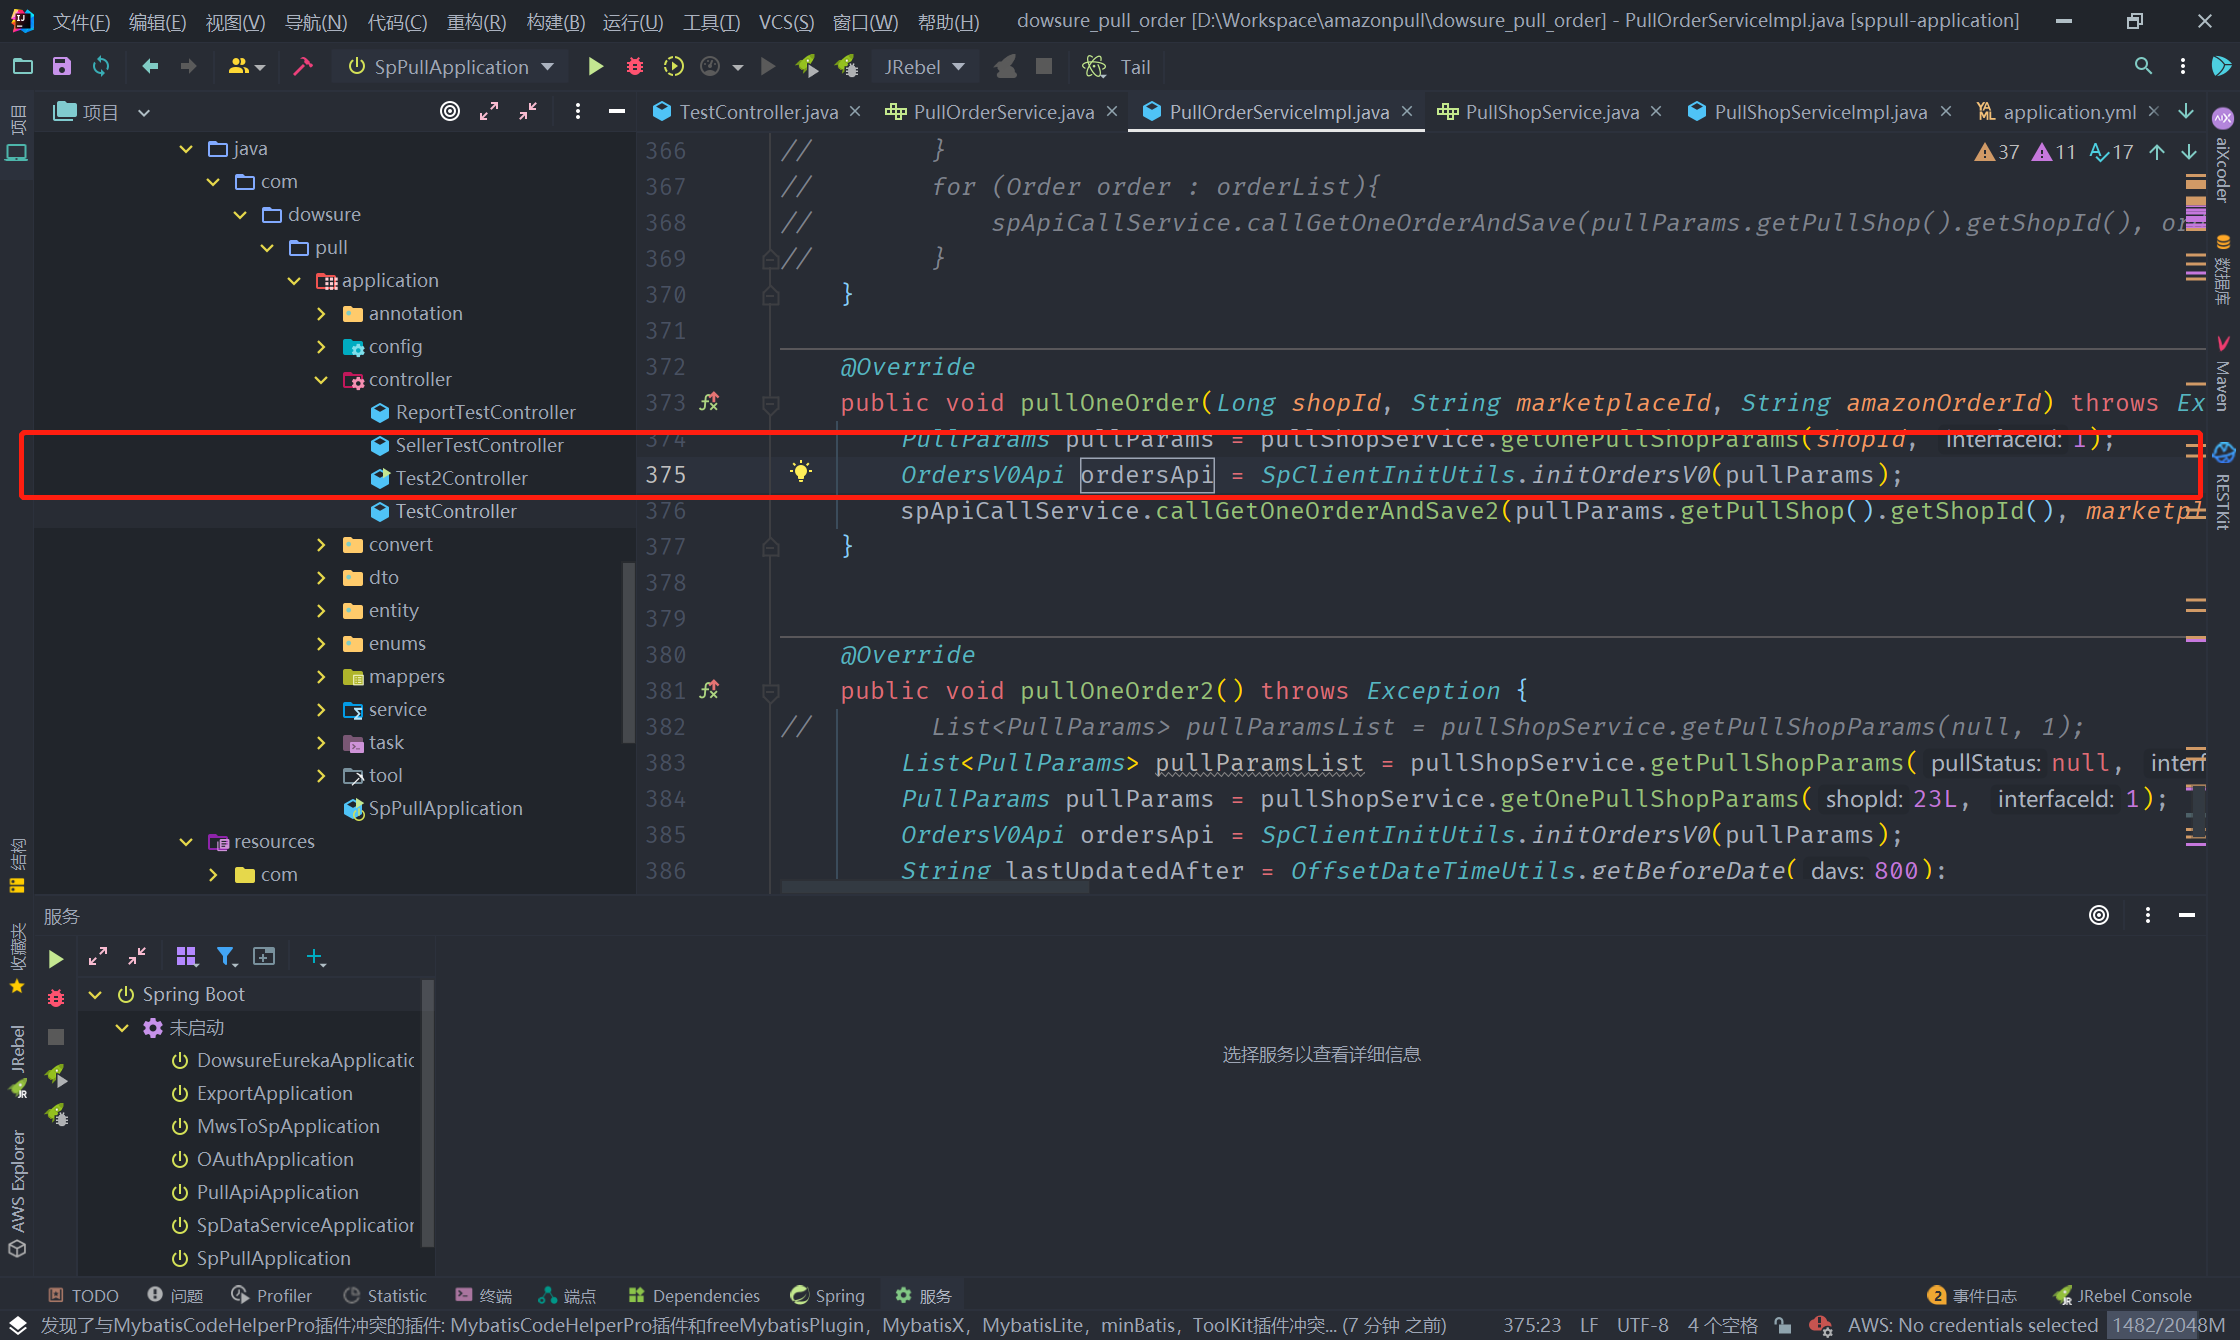 文件(F) 编辑(E) 视图(V) 导航(N) 代码(C) 重构(R) 构建(B) 运行(U) 工具(T) VCS(S) 窗口(W) 帮助(H) dowsure_pull_order [D:\Workspace\amazonpull\dowsure_pull_order] - PullOrderServiceImpl.java [sppull-application]
SpPullApplication JRebel Tail
项目
TestController.java PullOrderService.java PullOrderServiceImpl.java PullShopService.java PullShopServiceImpl.java application.yml
项目
java
com
dowsure
pull
application
annotation
config
controller
ReportTestController
SellerTestController
Test2Controller
TestController
convert
dto
entity
enums
mappers
service
task
tool
SpPullApplication
resources
com
37 11 17
366 // }
367 // for (Order order : orderList){
368 // spApiCallService.callGetOneOrderAndSave(pullParams.getPullShop().getShopId(), or
369 // }
370 }
371
372 @Override
373 public void pullOneOrder(Long shopId, String marketplaceId, String amazonOrderId) throws Ex
374 PullParams pullParams = pullShopService.getOnePullShopParams(shopId, interfaceId: 1);
375 OrdersV0Api ordersApi = SpClientInitUtils.initOrdersV0(pullParams);
376 spApiCallService.callGetOneOrderAndSave2(pullParams.getPullShop().getShopId(), marketpl
377 }
378
379
380 @Override
381 public void pullOneOrder2() throws Exception {
382 // List<PullParams> pullParamsList = pullShopService.getPullShopParams(null, 1);
383 List<PullParams> pullParamsList = pullShopService.getPullShopParams( pullStatus: null, interf
384 PullParams pullParams = pullShopService.getOnePullShopParams( shopId: 23L, interfaceId: 1);
385 OrdersV0Api ordersApi = SpClientInitUtils.initOrdersV0(pullParams);
386 String lastUpdatedAfter = OffsetDateTimeUtils.getBeforeDate( days: 800);
aiXcoder
数据库
Maven
RESTKit
结构
收藏夹
JRebel
AWS Explorer
服务
Spring Boot
未启动
DowsureEurekaApplicatic
ExportApplication
MwsToSpApplication
OAuthApplication
PullApiApplication
SpDataServiceApplicatior
SpPullApplication
选择服务以查看详细信息
TODO 问题 Profiler Statistic 终端 端点 Dependencies Spring 服务 2 事件日志 JRebel Console
发现了与MybatisCodeHelperPro插件冲突的插件: MybatisCodeHelperPro插件和freeMybatisPlugin, MybatisX, MybatisLite, minBatis, ToolKit插件冲突... (7 分钟 之前) 375:23 LF UTF-8 4 个空格 AWS: No credentials selected 1482/2048M